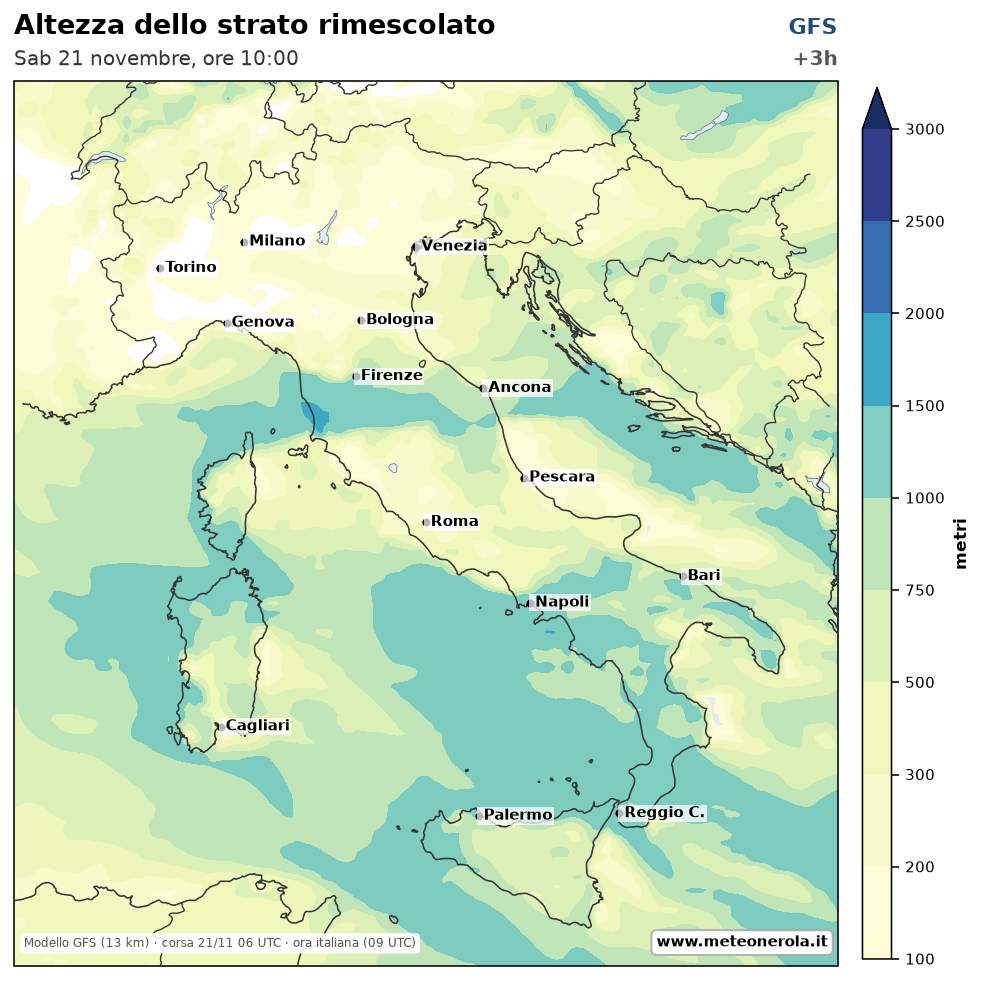 Altezza dello strato rimescolato
GFS
Sab 21 novembre, ore 10:00
+3h
3000
2500
2000
1500
1000
750
500
300
200
100
metri
Milano
Venezia
Torino
Genova
Bologna
Firenze
Ancona
Pescara
Roma
Bari
Napoli
Cagliari
Palermo
Reggio C.
Modello GFS (13 km) · corsa 21/11 06 UTC · ora italiana (09 UTC)
www.meteonerola.it